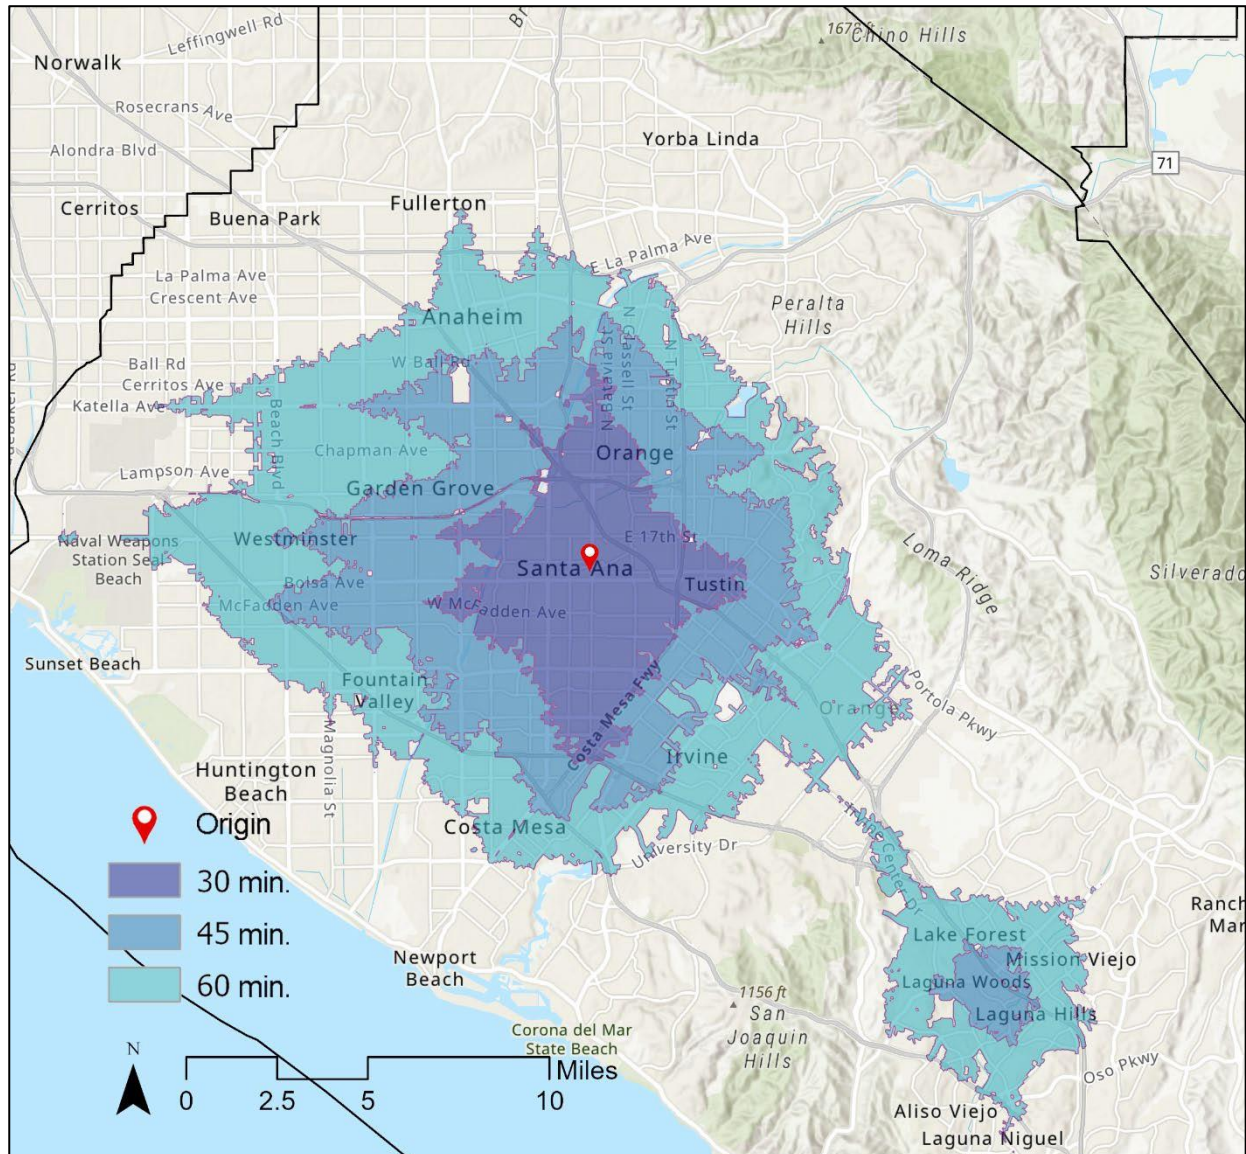 Leffingwell Rd
Br
1678 ft
Chino Hills
Norwalk
Rosecrans Ave
Yorba Linda
Alondra Blvd
71
Cerritos
Buena Park
Fullerton
E La Palma Ave
La Palma Ave
Crescent Ave
Peralta
Hills
Anaheim
N Glassell St
N Batavia St
N Tustin St
Ball Rd
W Ball Rd
Cerritos Ave
Katella Ave
Beach Blvd
Chapman Ave
Orange
Lampson Ave
Garden Grove
Naval Weapons
Station Seal
Beach
Westminster
E 17th St
Loma Ridge
Silverado
Santa Ana
Bolsa Ave
Tustin
McFadden Ave
W McFadden Ave
Sunset Beach
Fountain
Valley
Costa Mesa Fwy
Portola Pkwy
Orange
Magnolia St
Irvine
Huntington
Beach
Origin
Costa Mesa
University Dr
Irvine Center Dr
30 min.
Ranch
Mar
45 min.
Lake Forest
Newport
Beach
Mission Viejo
60 min.
Laguna Woods
1156 ft
San
Joaquin
Hills
Laguna Hills
Corona del Mar
State Beach
N
Miles
Oso Pkwy
0 2.5 5 10
Aliso Viejo
Laguna Niguel